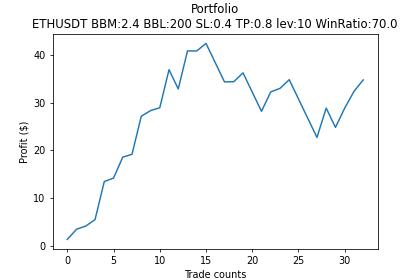 Portfolio
ETHUSDT BBM:2.4 BBL:200 SL:0.4 TP:0.8 lev:10 WinRatio:70.0
40
30
20
10
0
Profit ($)
0 5 10 15 20 25 30
Trade counts